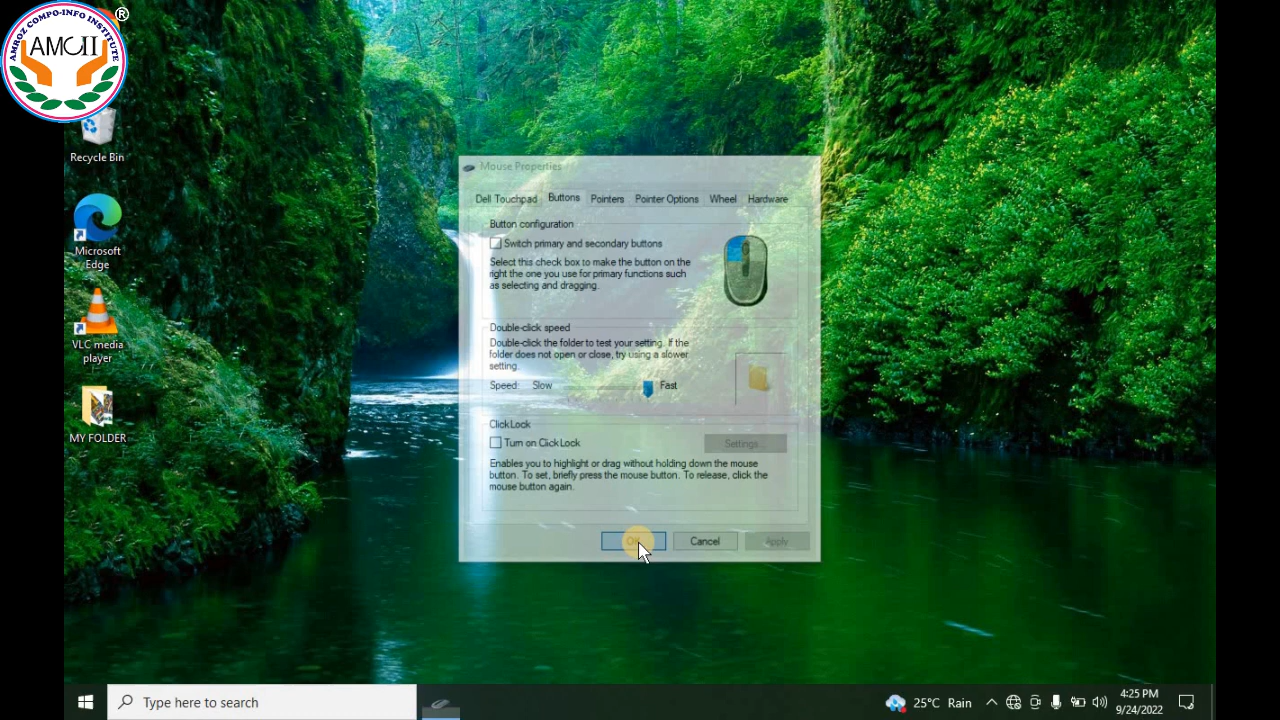 AMROZ COMPO-INFO INSTITUTE
AMCII
®
Recycle Bin
Microsoft
Edge
VLC media
player
MY FOLDER
Mouse Properties
Dell Touchpad Buttons Pointers Pointer Options Wheel Hardware
Button configuration
Switch primary and secondary buttons
Select this check box to make the button on the
right the one you use for primary functions such
as selecting and dragging.
Double-click speed
Double-click the folder to test your setting. If the
folder does not open or close, try using a slower
setting.
Speed: Slow Fast
ClickLock
Turn on ClickLock
Settings...
Enables you to highlight or drag without holding down the mouse
button. To set, briefly press the mouse button. To release, click the
mouse button again.
OK Cancel Apply
Type here to search
25°C Rain
4:25 PM
9/24/2022